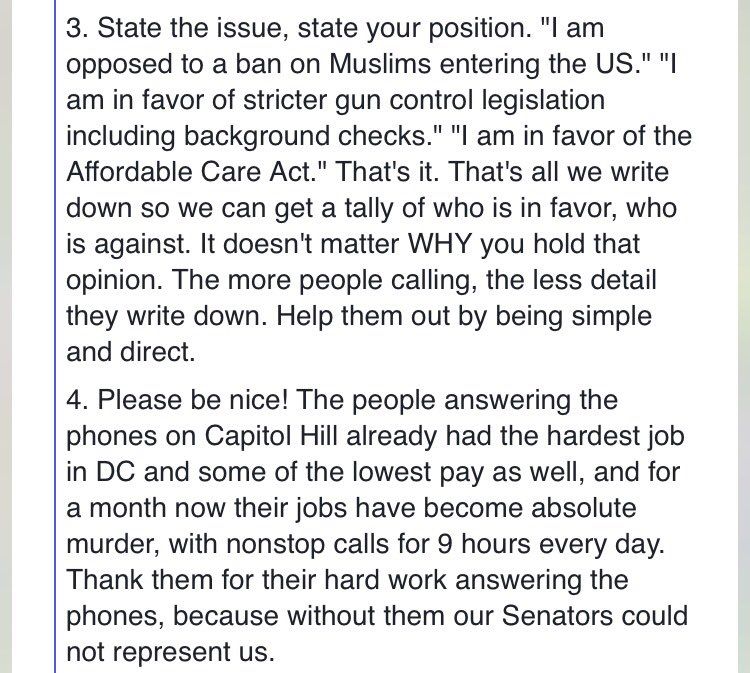 3. State the issue, state your position. "I am
opposed to a ban on Muslims entering the US." "I
am in favor of stricter gun control legislation
including background checks." "I am in favor of the
Affordable Care Act." That's it. That's all we write
down so we can get a tally of who is in favor, who
is against. It doesn't matter WHY you hold that
opinion. The more people calling, the less detail
they write down. Help them out by being simple
and direct.
4. Please be nice! The people answering the
phones on Capitol Hill already had the hardest job
in DC and some of the lowest pay as well, and for
a month now their jobs have become absolute
murder, with nonstop calls for 9 hours every day.
Thank them for their hard work answering the
phones, because without them our Senators could
not represent us.